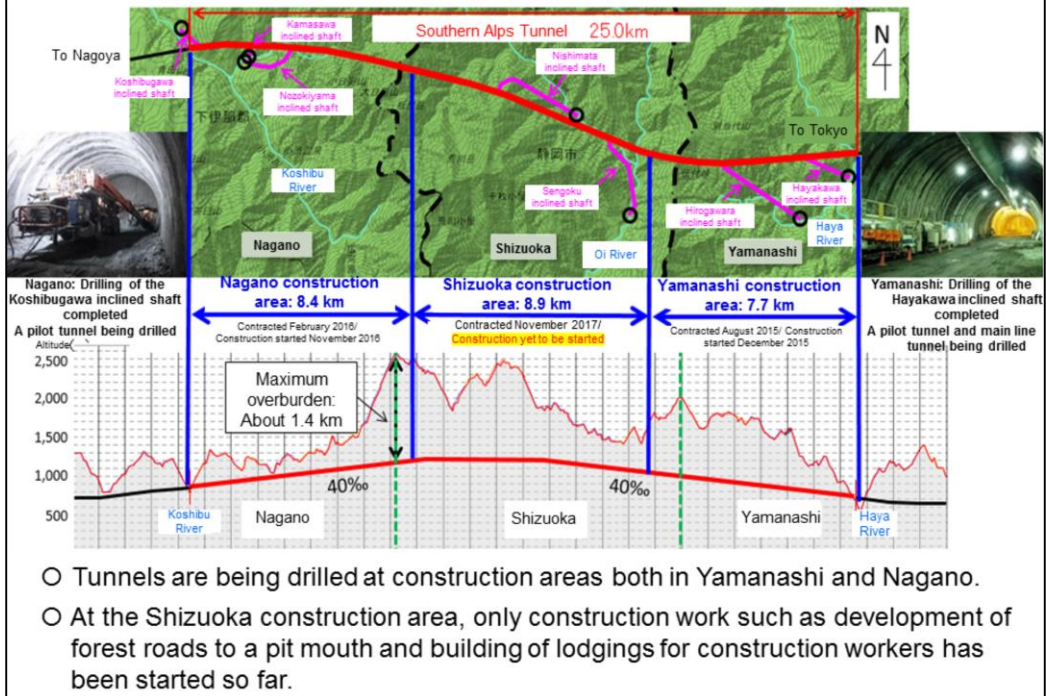 Southern Alps Tunnel 25.0km
N
To Nagoya
Koshibugawa
inclined shaft
Kamasawa
inclined shaft
Nozokiyama
inclined shaft
Nishimata
inclined shaft
下伊那郡
静岡市
To Tokyo
Koshibu
River
Sengoku
inclined shaft
Hirogawara
inclined shaft
Hayakawa
inclined shaft
Haya
River
Oi River
Nagano
Shizuoka
Yamanashi
Nagano: Drilling of the
Koshibugawa inclined shaft
completed
A pilot tunnel being drilled
Nagano construction
area: 8.4 km
Contracted February 2016/
Construction started November 2016
Shizuoka construction
area: 8.9 km
Contracted November 2017/
Construction yet to be started
Yamanashi construction
area: 7.7 km
Contracted August 2015/ Construction
started December 2015
Yamanashi: Drilling of the
Hayakawa inclined shaft
completed
A pilot tunnel and main line
tunnel being drilled
Altitude
2,500
2,000
1,500
1,000
500
Maximum
overburden:
About 1.4 km
40‰
40‰
Koshibu
River
Nagano
Shizuoka
Yamanashi
Haya
River
O Tunnels are being drilled at construction areas both in Yamanashi and Nagano.
O At the Shizuoka construction area, only construction work such as development of
forest roads to a pit mouth and building of lodgings for construction workers has
been started so far.